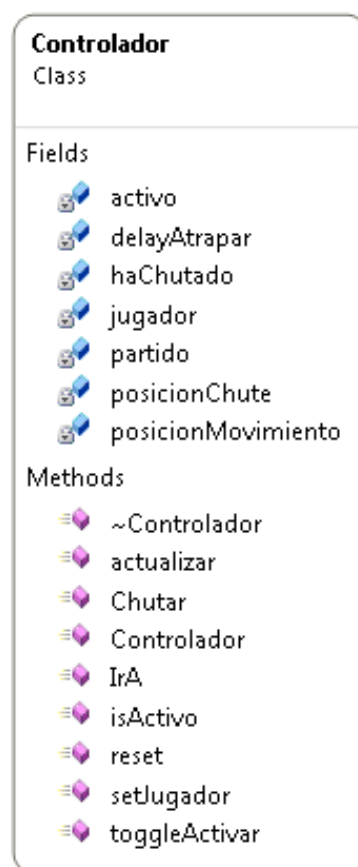 Controlador
Class
Fields
activo
delayAtrapar
haChutado
jugador
partido
posicionChute
posicionMovimiento
Methods
~Controlador
actualizar
Chutar
Controlador
IrA
isActivo
reset
setJugador
toggleActivar